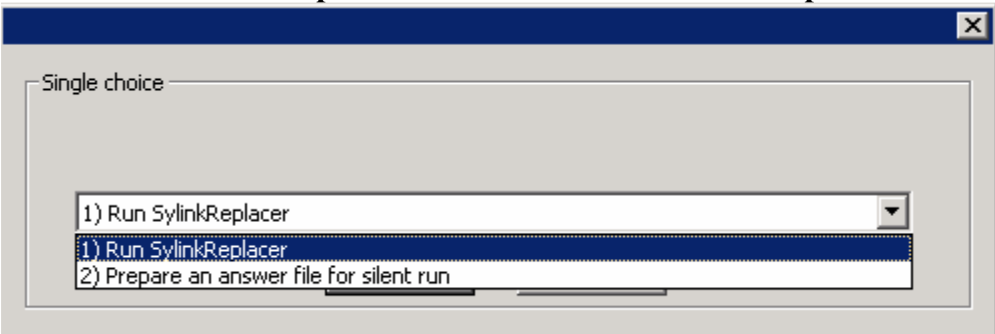 Single choice
1) Run SylinkReplacer
1) Run SylinkReplacer
2) Prepare an answer file for silent run